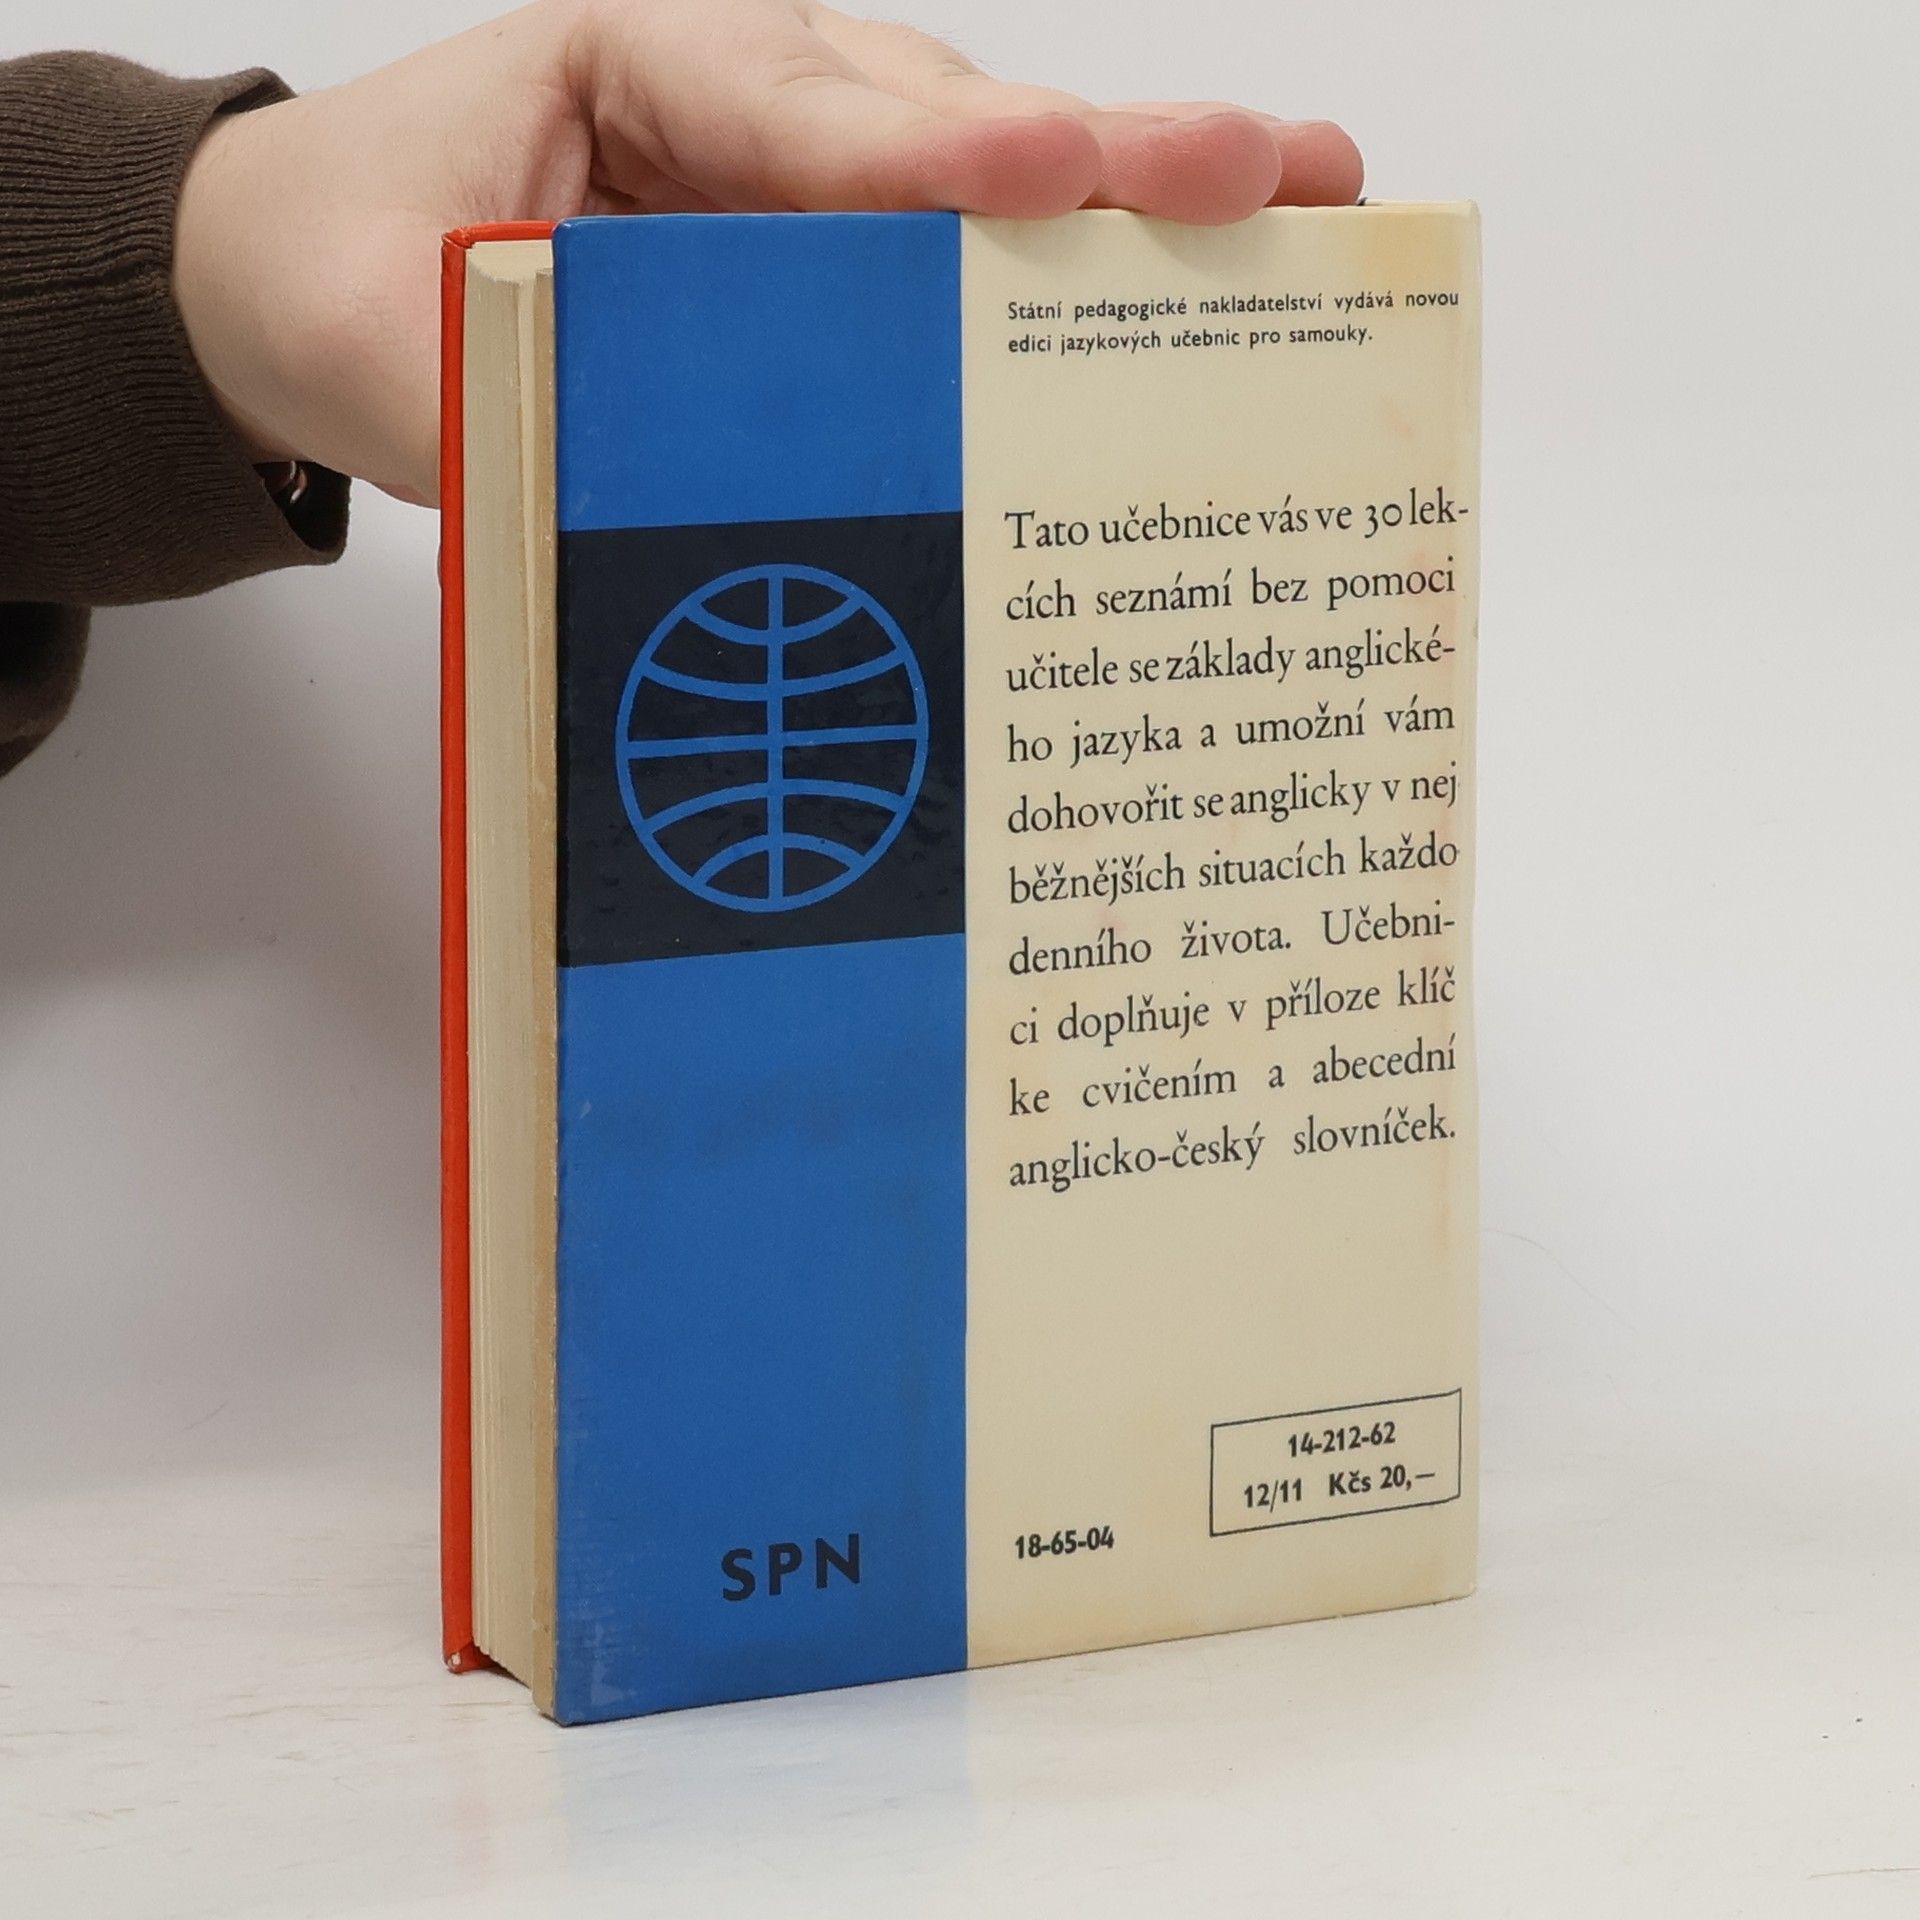 Státní pedagogické nakladatelství vydává novou
edici jazykových učebnic pro samouky.
Tato učebnice vás ve 30 lek-
cích seznámí bez pomoci
učitele se základy anglické-
ho jazyka a umožní vám
dohovořit se anglicky v nej
běžnějších situacích každo
denního života. Učebni-
ci doplňuje v příloze klíč
ke cvičením a abecední
anglicko-český slovníček.
14-212-62
12/11 Kčs 20,—
18-65-04
SPN